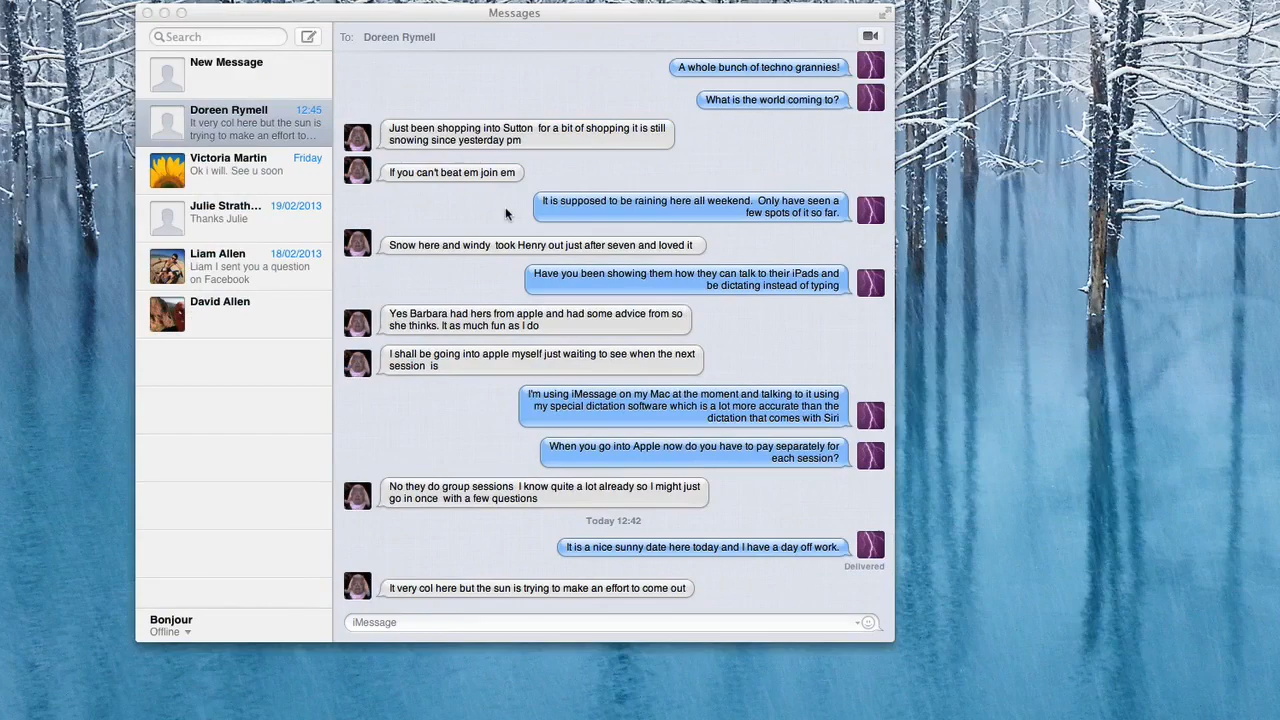 Messages
Search
To: Doreen Rymell
New Message
Doreen Rymell 12:45
It very col here but the sun is
trying to make an effort to...
Victoria Martin Friday
Ok i will. See u soon
Julie Strath... 19/02/2013
Thanks Julie
Liam Allen 18/02/2013
Liam I sent you a question
on Facebook
David Allen
Bonjour
Offline
A whole bunch of techno grannies!
What is the world coming to?
Just been shopping into Sutton for a bit of shopping it is still
snowing since yesterday pm
If you can't beat em join em
It is supposed to be raining here all weekend. Only have seen a
few spots of it so far.
Snow here and windy took Henry out just after seven and loved it
Have you been showing them how they can talk to their iPads and
be dictating instead of typing
Yes Barbara had hers from apple and had some advice from so
she thinks. It as much fun as I do
I shall be going into apple myself just waiting to see when the next
session is
I'm using iMessage on my Mac at the moment and talking to it using
my special dictation software which is a lot more accurate than the
dictation that comes with Siri
When you go into Apple now do you have to pay separately for
each session?
No they do group sessions I know quite a lot already so I might just
go in once with a few questions
Today 12:42
It is a nice sunny date here today and I have a day off work.
Delivered
It very col here but the sun is trying to make an effort to come out
iMessage